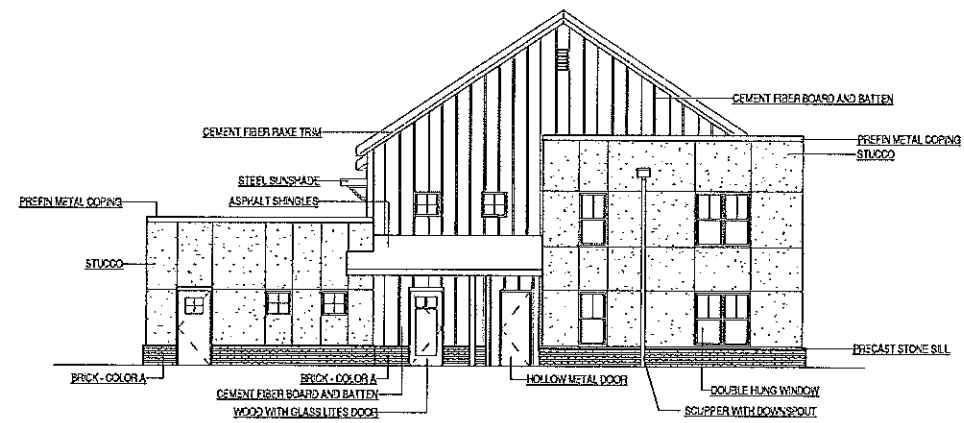 CEMENT FIBER BOARD AND BATTEN
CEMENT FIBER RAKE TRIM
PREFIN METAL COPING
STUCCO
STEEL SUNSHADE
PREFIN METAL COPING
ASPHALT SHINGLES
STUCCO
PRECAST STONE SILL
BRICK - COLOR A
BRICK - COLOR A
HOLLOW METAL DOOR
CEMENT FIBER BOARD AND BATTEN
DOUBLE HUNG WINDOW
WOOD WITH GLASS LITES DOOR
SCUPPER WITH DOWNSPOUT